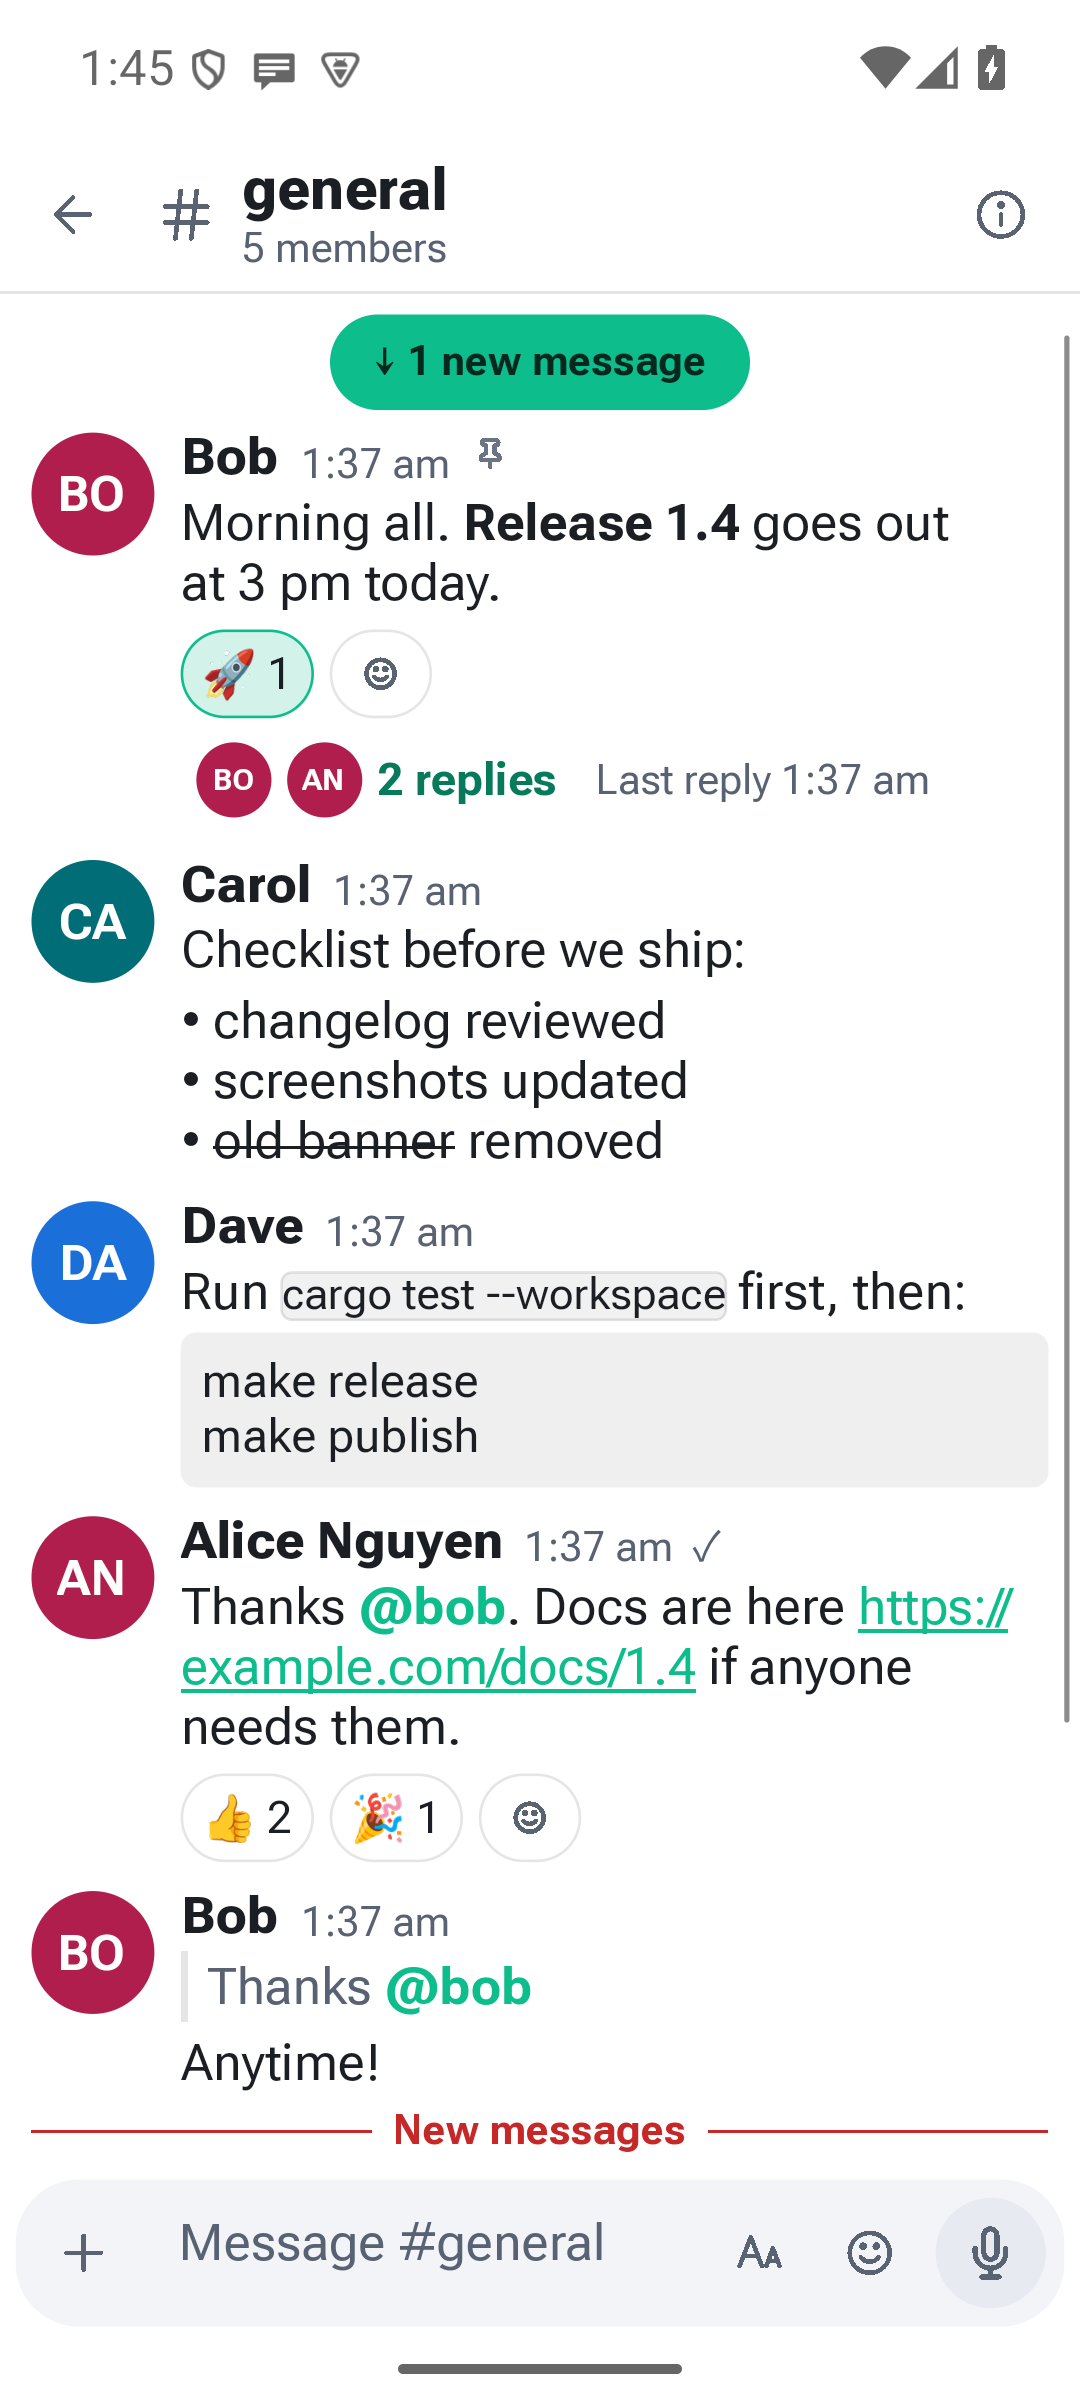 1:45
general
5 members
↓ 1 new message
BO
Bob 1:37 am
Morning all. Release 1.4 goes out
at 3 pm today.
🚀 1
BO AN 2 replies Last reply 1:37 am
CA
Carol 1:37 am
Checklist before we ship:
• changelog reviewed
• screenshots updated
• old banner removed
DA
Dave 1:37 am
Run cargo test --workspace first, then:
make release
make publish
AN
Alice Nguyen 1:37 am ✓
Thanks @bob. Docs are here https://
example.com/docs/1.4 if anyone
needs them.
👍 2 🎉 1
BO
Bob 1:37 am
Thanks @bob
Anytime!
New messages
Message #general